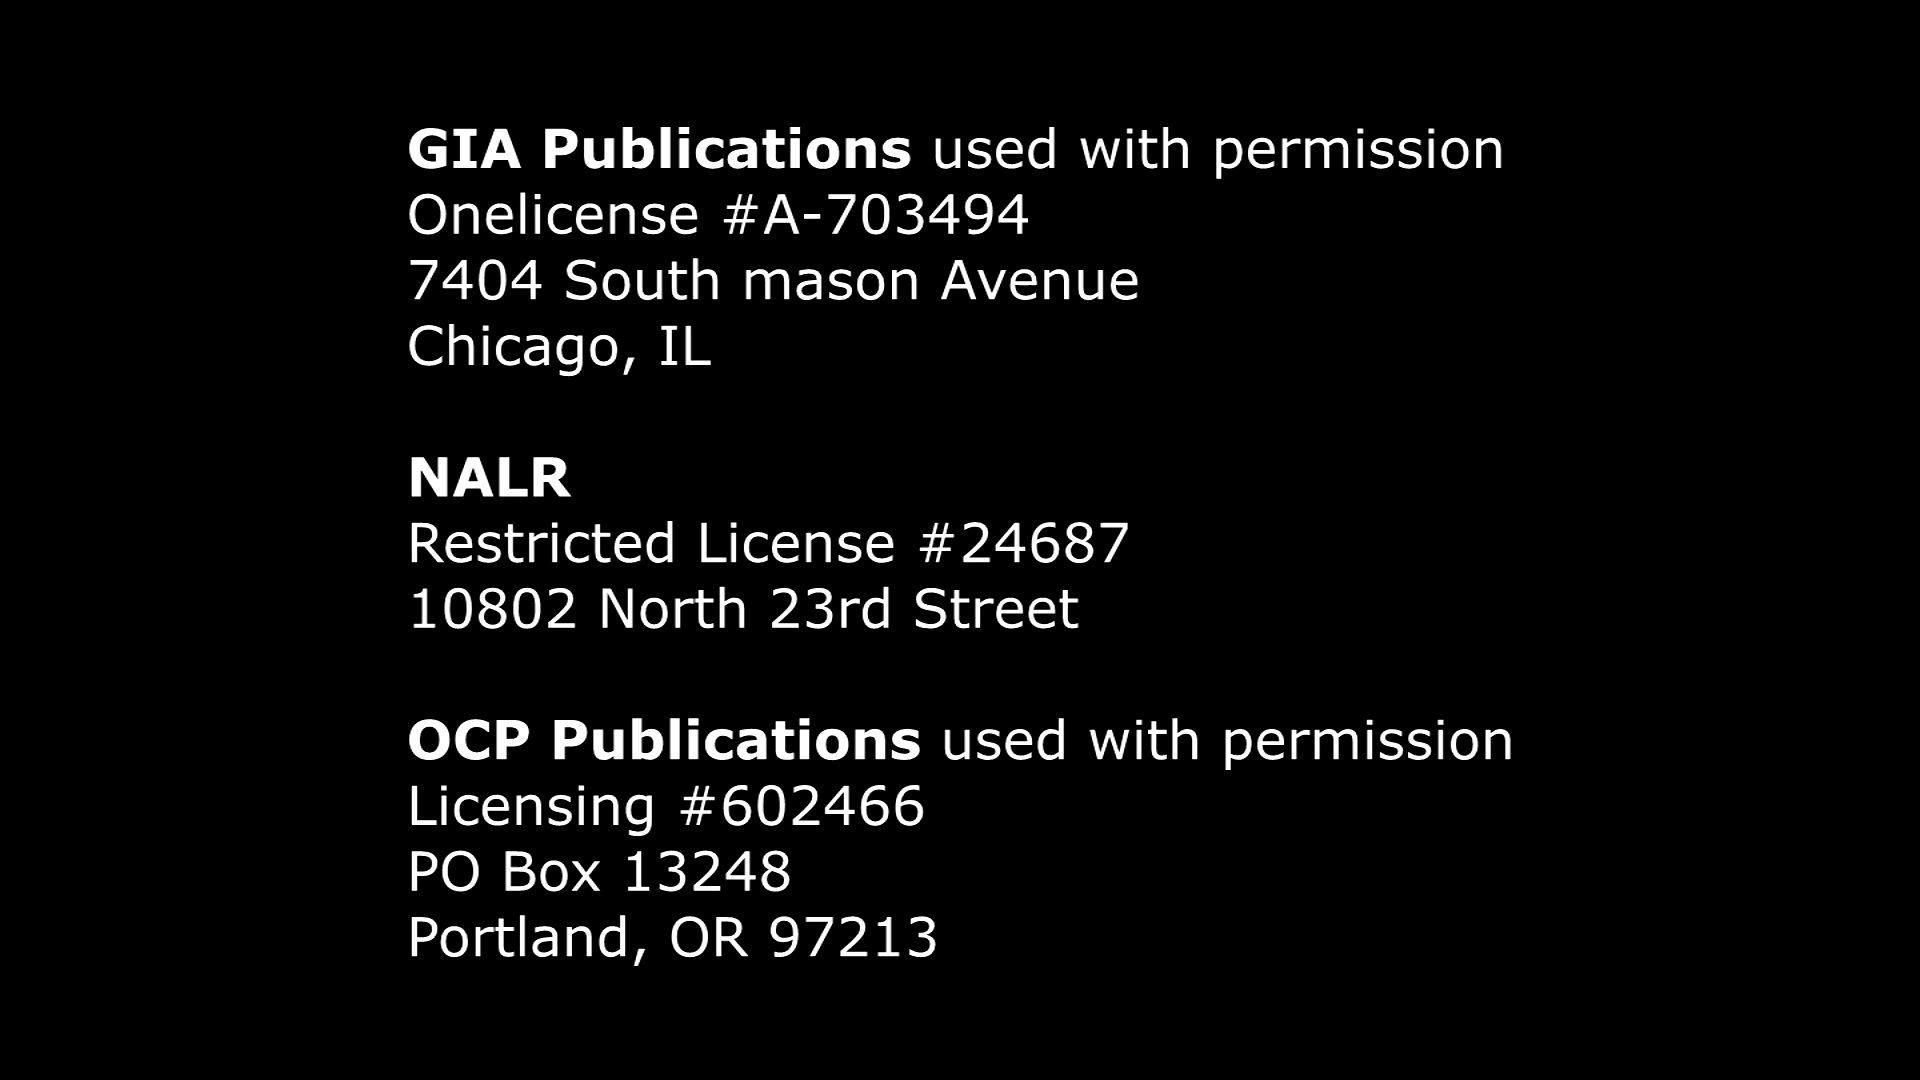 GIA Publications used with permission
Onelicense #A-703494
7404 South mason Avenue
Chicago, IL
NALR
Restricted License #24687
10802 North 23rd Street
OCP Publications used with permission
Licensing #602466
PO Box 13248
Portland, OR 97213